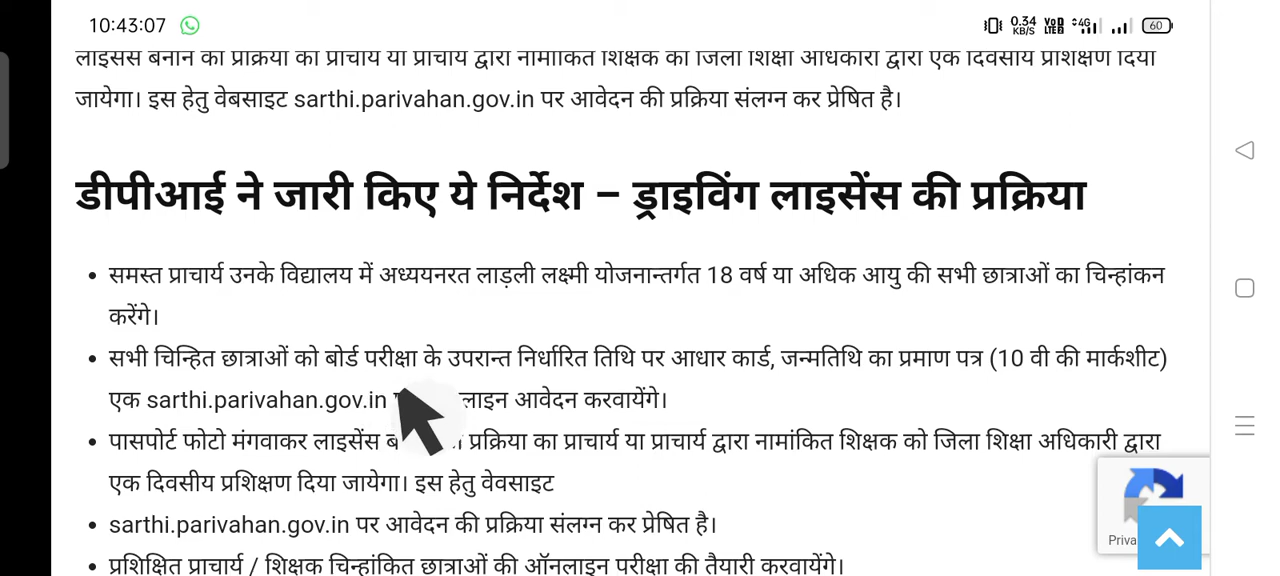 10:43:07 0.34 KB/S VoD LTE2 4G 60
लाइसेंस बनाने की प्रक्रिया का प्राचार्य या प्राचार्य द्वारा नामांकित शिक्षक को जिला शिक्षा अधिकारी द्वारा एक दिवसीय प्रशिक्षण दिया
जायेगा। इस हेतु वेबसाइट sarthi.parivahan.gov.in पर आवेदन की प्रक्रिया संलग्न कर प्रेषित है।
डीपीआई ने जारी किए ये निर्देश – ड्राइविंग लाइसेंस की प्रक्रिया
• समस्त प्राचार्य उनके विद्यालय में अध्ययनरत लाड़ली लक्ष्मी योजनान्तर्गत 18 वर्ष या अधिक आयु की सभी छात्राओं का चिन्हांकन
करेंगे।
• सभी चिन्हित छात्राओं को बोर्ड परीक्षा के उपरान्त निर्धारित तिथि पर आधार कार्ड, जन्मतिथि का प्रमाण पत्र (10 वी की मार्कशीट)
एक sarthi.parivahan.gov.in लाइन आवेदन करवायेंगे।
• पासपोर्ट फोटो मंगवाकर लाइसेंस प्रक्रिया का प्राचार्य या प्राचार्य द्वारा नामांकित शिक्षक को जिला शिक्षा अधिकारी द्वारा
एक दिवसीय प्रशिक्षण दिया जायेगा। इस हेतु वेवसाइट
• sarthi.parivahan.gov.in पर आवेदन की प्रक्रिया संलग्न कर प्रेषित है।
• प्रशिक्षित प्राचार्य / शिक्षक चिन्हांकित छात्राओं की ऑनलाइन परीक्षा की तैयारी करवायेंगे।